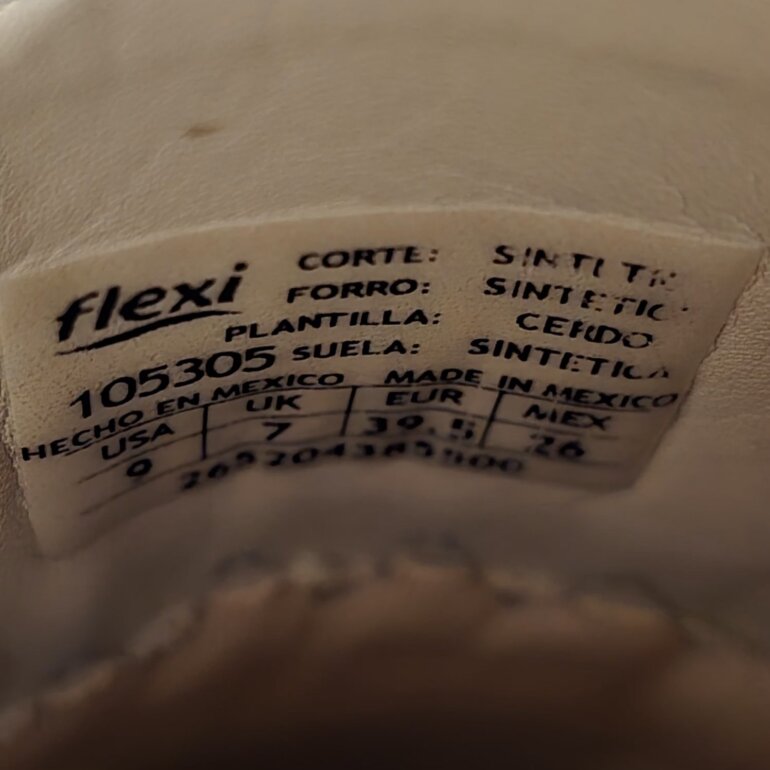 flexi
CORTE:
FORRO: SINTETIC
PLANTILLA: CERDO
105305 SUELA: SINTETICA
HECHO EN MEXICO MADE IN MEXICO
USA UK EUR MEX
9 7 39.5 26